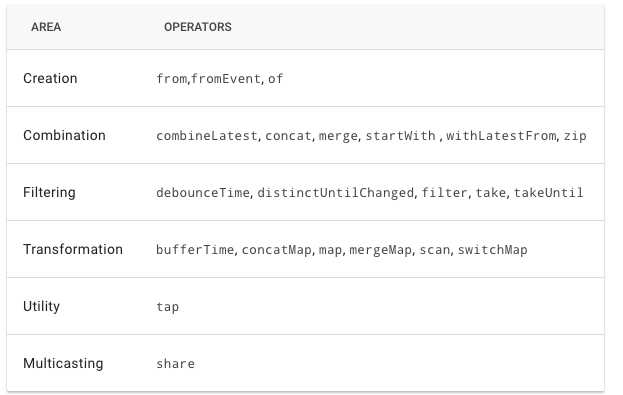 AREA OPERATORS
Creation from,fromEvent, of
Combination combineLatest, concat, merge, startWith , withLatestFrom, zip
Filtering debounceTime, distinctUntilChanged, filter, take, takeUntil
Transformation bufferTime, concatMap, map, mergeMap, scan, switchMap
Utility tap
Multicasting share